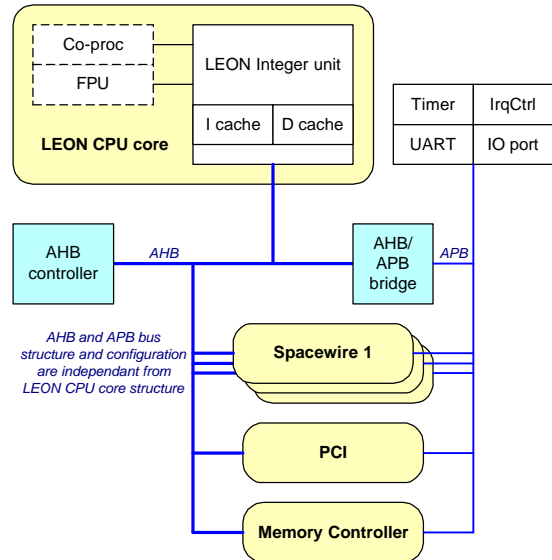 Co-proc
FPU
LEON Integer unit
I cache
D cache
LEON CPU core
Timer
IrqCtrl
UART
IO port
AHB
controller
AHB
AHB/
APB
bridge
APB
AHB and APB bus
structure and configuration
are independant from
LEON CPU core structure
Spacewire 1
PCI
Memory Controller